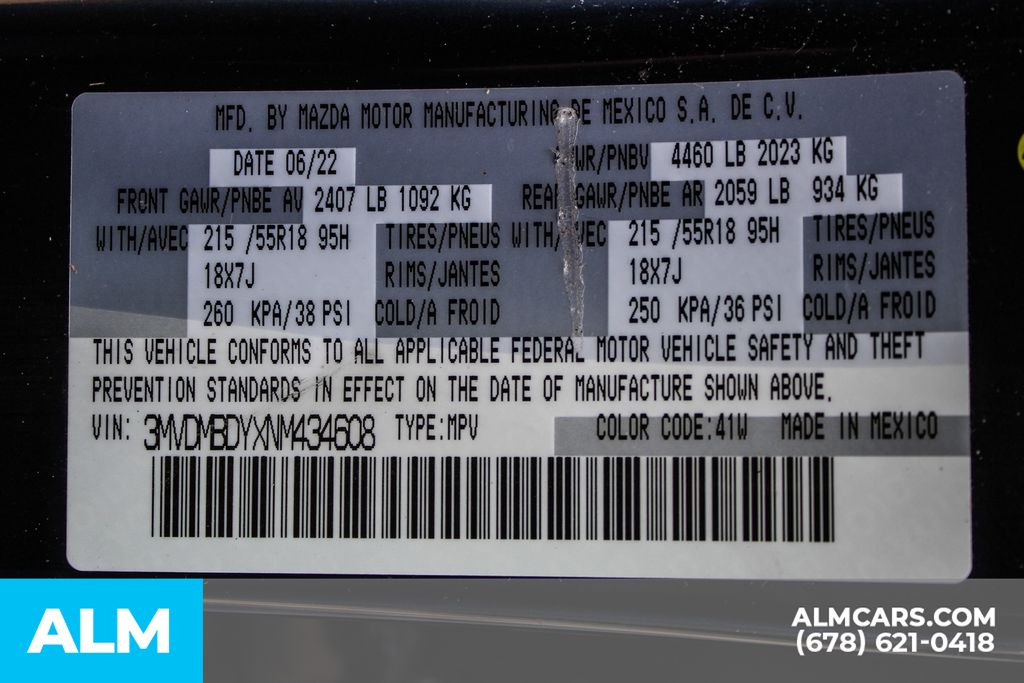 MFD. BY MAZDA MOTOR MANUFACTURING DE MEXICO S.A. DE C.V.
DATE 06/22 GVWR/PNBV 4460 LB 2023 KG
FRONT GAWR/PNBE AV 2407 LB 1092 KG REAR GAWR/PNBE AR 2059 LB 934 KG
WITH/AVEC 215 /55R18 95H TIRES/PNEUS WITH/AVEC 215 /55R18 95H TIRES/PNEUS
18X7J RIMS/JANTES 18X7J RIMS/JANTES
260 KPA/38 PSI COLD/A FROID 250 KPA/36 PSI COLD/A FROID
THIS VEHICLE CONFORMS TO ALL APPLICABLE FEDERAL MOTOR VEHICLE SAFETY AND THEFT
PREVENTION STANDARDS IN EFFECT ON THE DATE OF MANUFACTURE SHOWN ABOVE.
VIN: 3MVDMBDYXNM434608 TYPE:MPV COLOR CODE:41W MADE IN MEXICO
ALM
ALMCARS.COM
(678) 621-0418